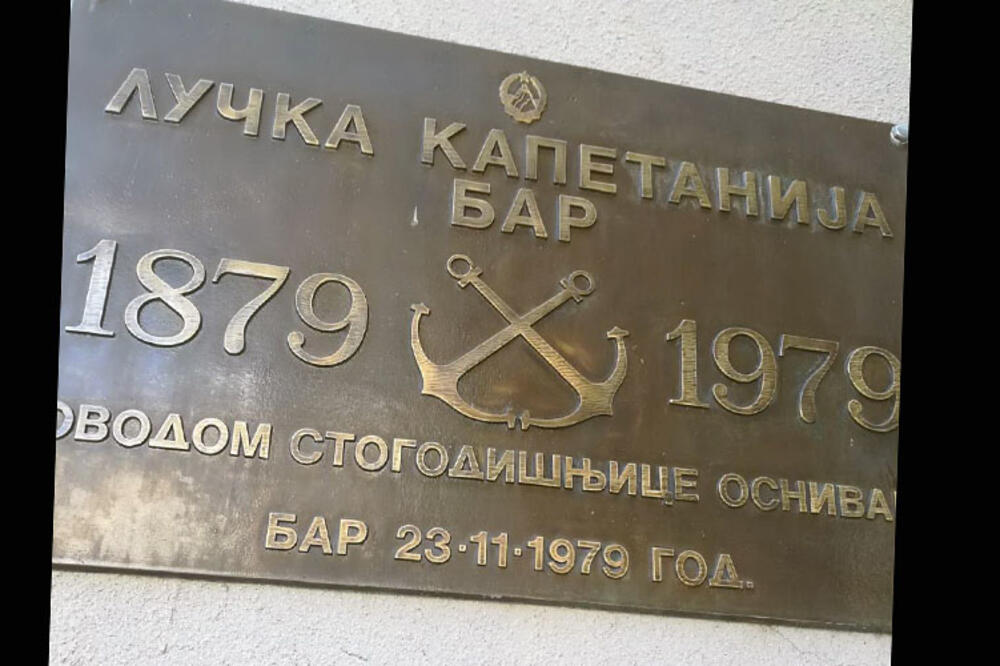 ЛУЧКА КАПЕТАНИЈА
БАР
1879 1979
ОВОДОМ СТОГОДИШЊИЦЕ ОСНИВА
БАР 23·11·1979 ГОД.